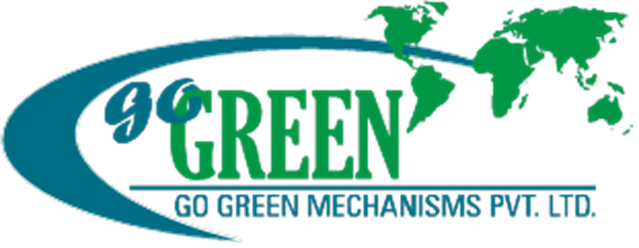 go
GREEN
GO GREEN MECHANISMS PVT. LTD.